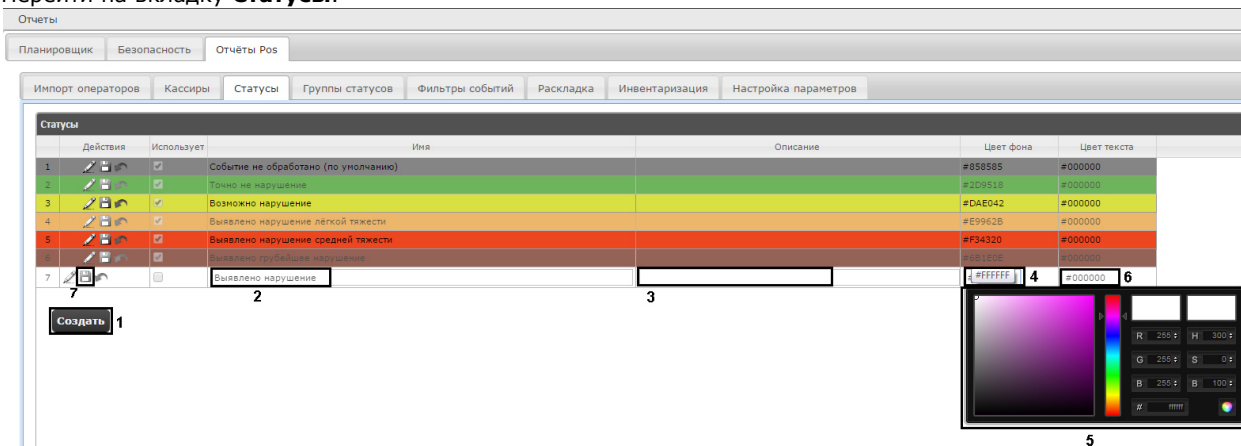 Перейти на вкладку Статусы.
Отчеты
Планировщик Безопасность Отчёты Pos
Импорт операторов Кассиры Статусы Группы статусов Фильтры событий Раскладка Инвентаризация Настройка параметров
Статусы
Действия Использует Имя Описание Цвет фона Цвет текста
1 Событие не обработано (по умолчанию) #858585 #000000
2 Точно не нарушение #2D9518 #000000
3 Возможно нарушение #DAE042 #000000
4 Выявлено нарушение лёгкой тяжести #E9962B #000000
5 Выявлено нарушение средней тяжести #F34320 #000000
6 Выявлено грубейшее нарушение #6B1E0E #000000
7 Выявлено нарушение #FFFFFF 4 #000000 6
7 2 3
Создать 1
R 255 H 300
G 255 S 0
B 255 B 100
# ffffff
5